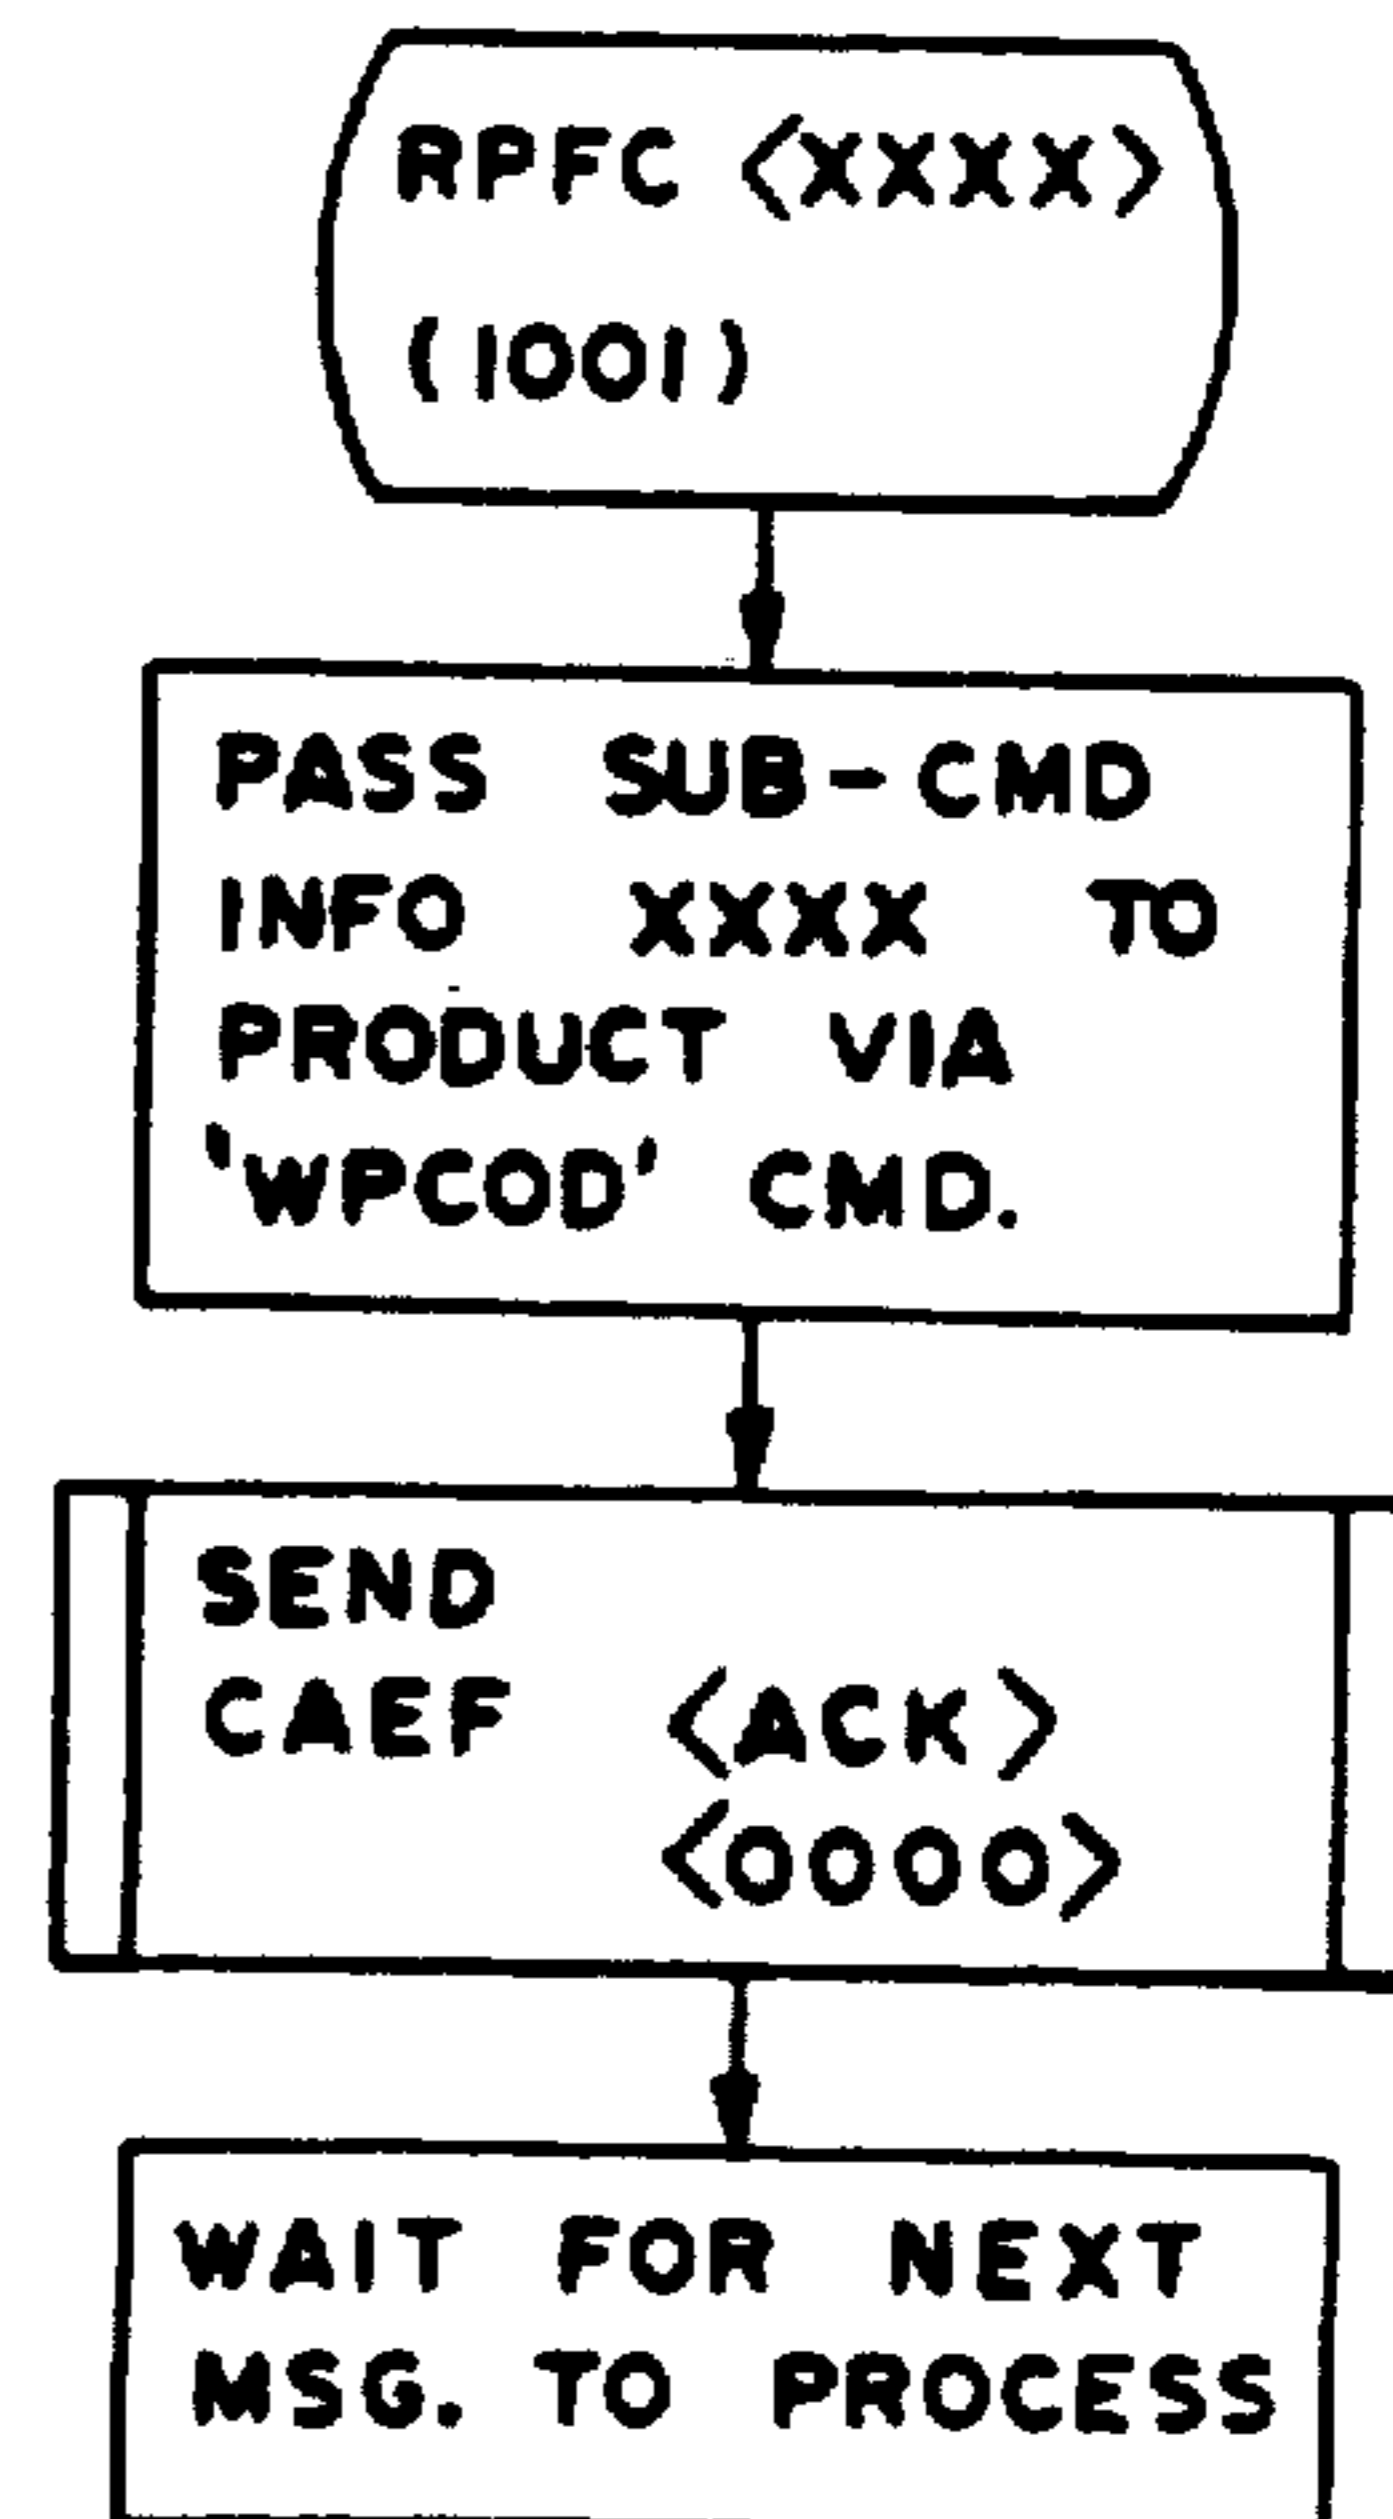 RPFC <XXXX>
(1001)
PASS SUB-CMD
INFO XXXX TO
PRODUCT VIA
'WPCOD' CMD.
SEND
CAEF <ACK>
<0000>
WAIT FOR NEXT
MSG. TO PROCESS